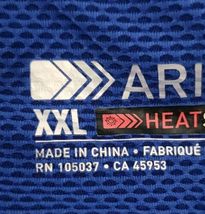 ARI
XXL HEATS
MADE IN CHINA • FABRIQUÉ
RN 105037 • CA 45953